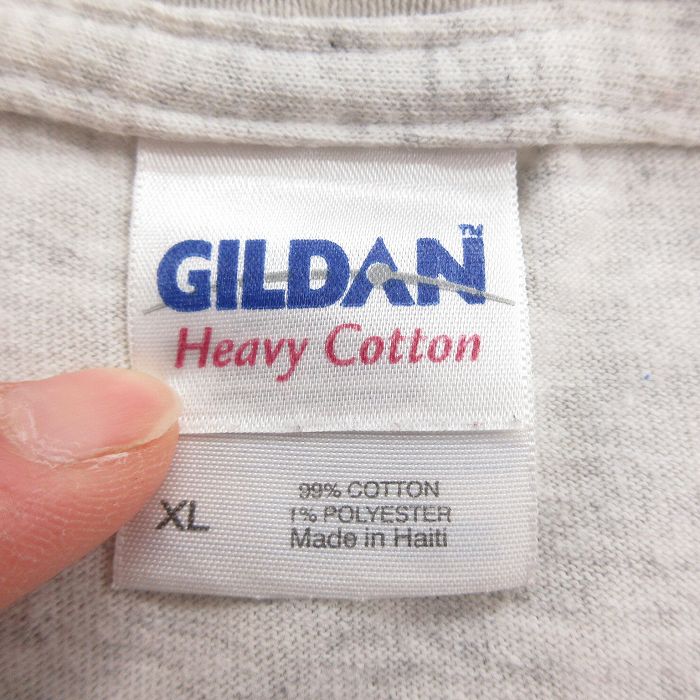 GILDAN™
Heavy Cotton
XL
99% COTTON
1% POLYESTER
Made in Haiti